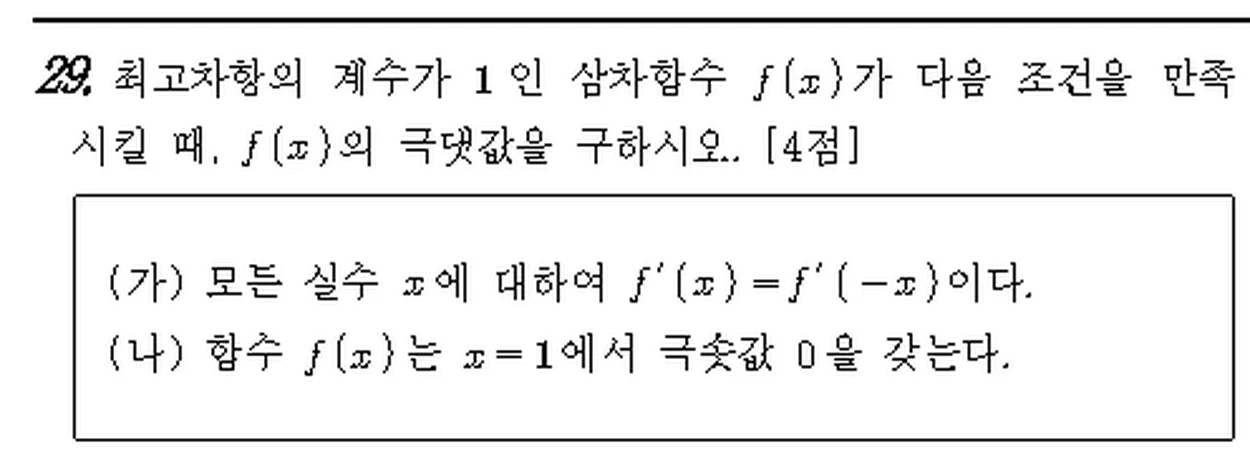 29. 최고차항의 계수가 1인 삼차함수 f(x)가 다음 조건을 만족
시킬 때, f(x)의 극댓값을 구하시오.. [4점]
(가) 모든 실수 x에 대하여 f′(x)=f′(−x)이다.
(나) 함수 f(x)는 x=1에서 극솟값 0을 갖는다.